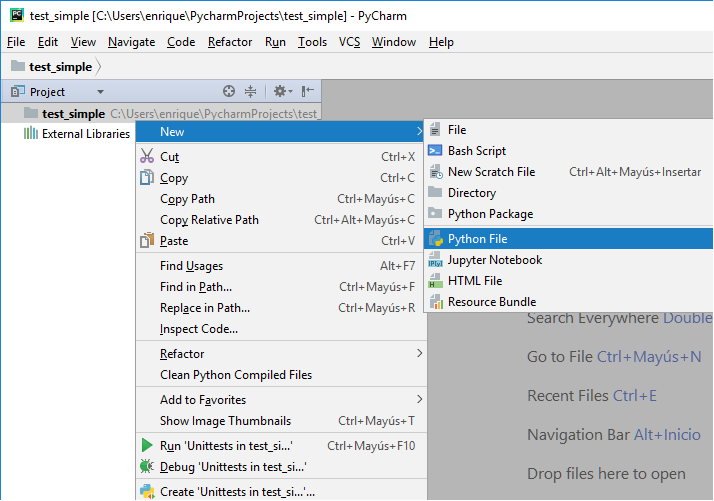 test_simple [C:\Users\enrique\PycharmProjects\test_simple] - PyCharm
File Edit View Navigate Code Refactor Run Tools VCS Window Help
test_simple
Project
test_simple C:\Users\enrique\PycharmProjects\test_
External Libraries
New
Cut Ctrl+X
Copy Ctrl+C
Copy Path Ctrl+Mayús+C
Copy Relative Path Ctrl+Alt+Mayús+C
Paste Ctrl+V
Find Usages Alt+F7
Find in Path... Ctrl+Mayús+F
Replace in Path... Ctrl+Mayús+R
Inspect Code...
Refactor
Clean Python Compiled Files
Add to Favorites
Show Image Thumbnails Ctrl+Mayús+T
Run 'Unittests in test_si...' Ctrl+Mayús+F10
Debug 'Unittests in test_si...'
Create 'Unittests in test_si...'...
File
Bash Script
New Scratch File Ctrl+Alt+Mayús+Insertar
Directory
Python Package
Python File
Jupyter Notebook
HTML File
Resource Bundle
Search Everywhere Double
Go to File Ctrl+Mayús+N
Recent Files Ctrl+E
Navigation Bar Alt+Inicio
Drop files here to open